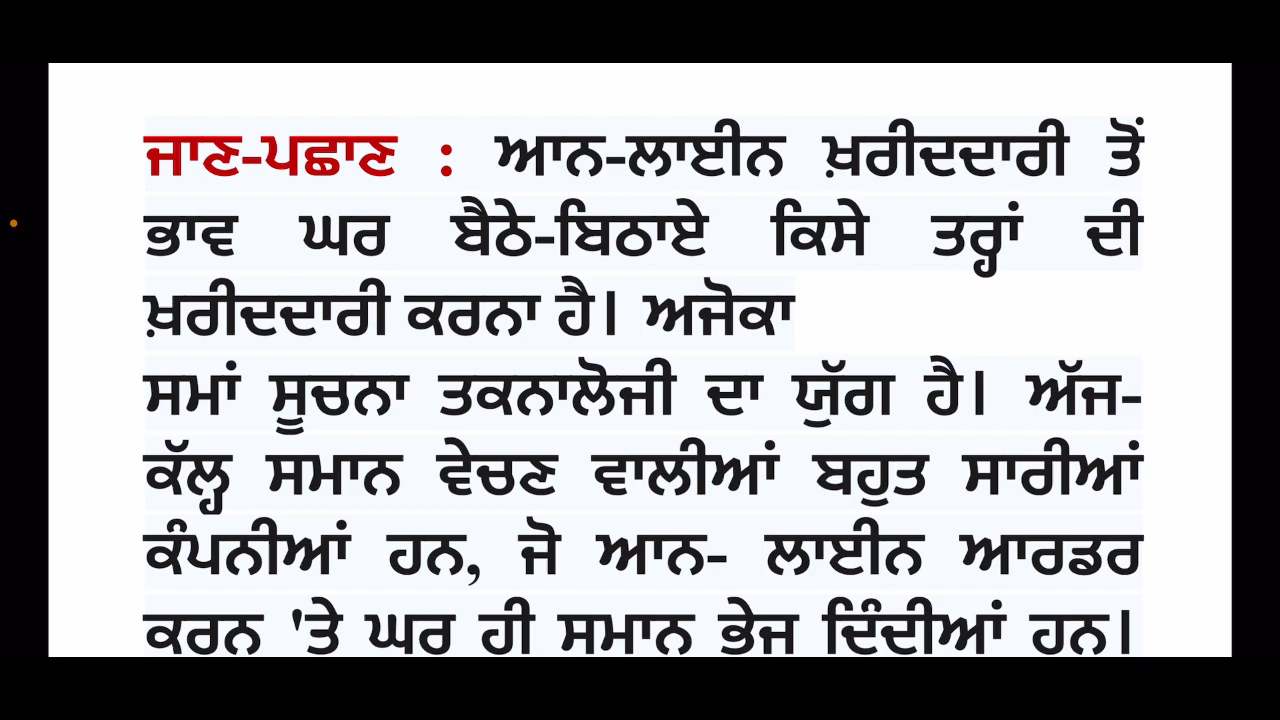 ਜਾਣ-ਪਛਾਣ : ਆਨ-ਲਾਈਨ ਖ਼ਰੀਦਦਾਰੀ ਤੋਂ
ਭਾਵ ਘਰ ਬੈਠੇ-ਬਿਠਾਏ ਕਿਸੇ ਤਰ੍ਹਾਂ ਦੀ
ਖ਼ਰੀਦਦਾਰੀ ਕਰਨਾ ਹੈ। ਅਜੋਕਾ
ਸਮਾਂ ਸੂਚਨਾ ਤਕਨਾਲੋਜੀ ਦਾ ਯੁੱਗ ਹੈ। ਅੱਜ-
ਕੱਲ੍ਹ ਸਮਾਨ ਵੇਚਣ ਵਾਲੀਆਂ ਬਹੁਤ ਸਾਰੀਆਂ
ਕੰਪਨੀਆਂ ਹਨ, ਜੋ ਆਨ- ਲਾਈਨ ਆਰਡਰ
ਕਰਨ 'ਤੇ ਘਰ ਹੀ ਸਮਾਨ ਭੇਜ ਦਿੰਦੀਆਂ ਹਨ।